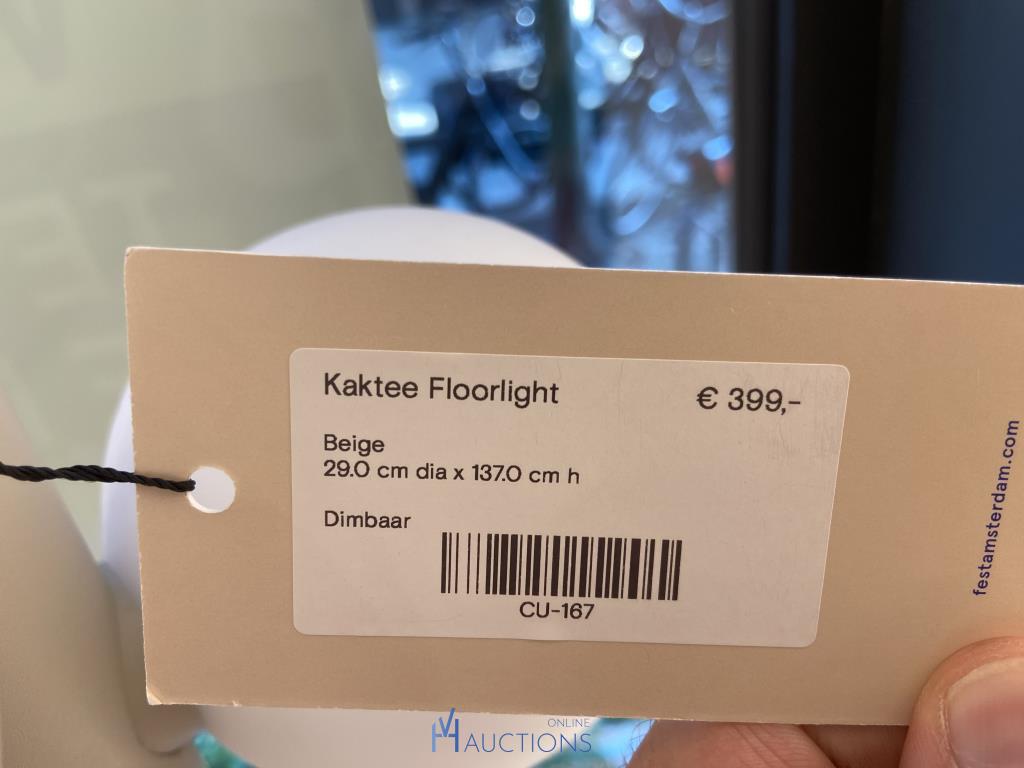 Kaktee Floorlight
€ 399,-
Beige
29.0 cm dia x 137.0 cm h
Dimbaar
CU-167
festamsterdam.com
ONLINE
AUCTIONS